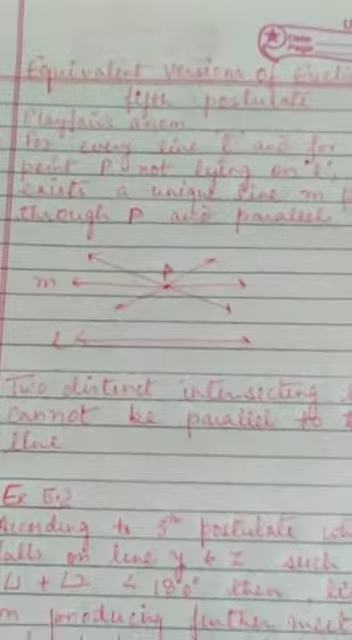 Equivalent versions of Eucli
fifth postulate
Playfair's axiom
For every line 'l' and for
point P not lying on 'l',
exists a unique line m
through P and parallel
P
m
l
Two distinct intersecting
cannot be parallel to
line
Ex 5.2
According to 5th postulate
falls on line y & z such
∠1 + ∠2 < 180° then,
m producing further meet